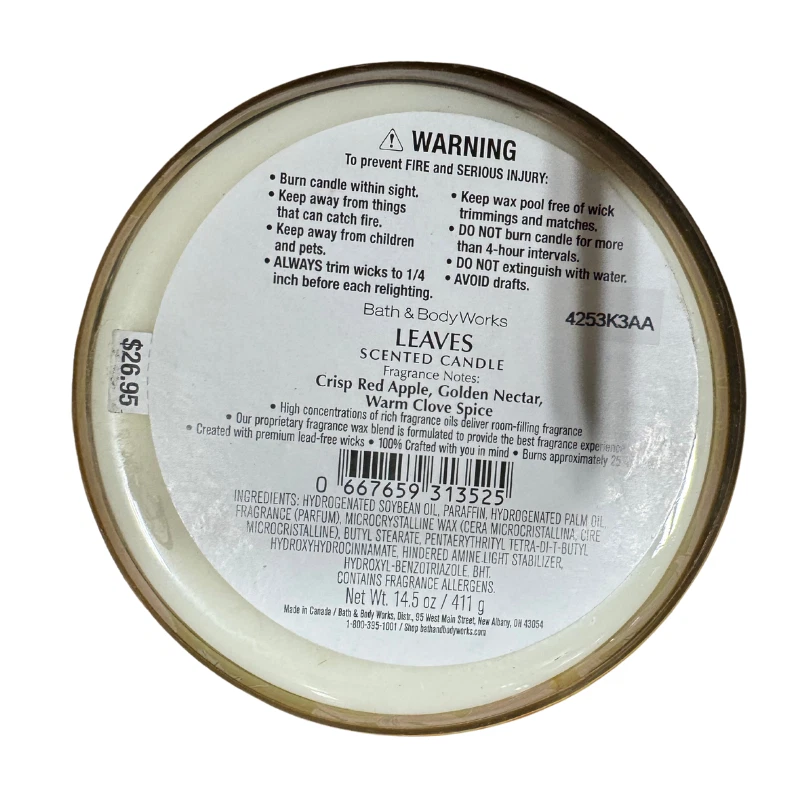 ⚠ WARNING
To prevent FIRE and SERIOUS INJURY:
• Burn candle within sight.
• Keep away from things
that can catch fire.
• Keep away from children
and pets.
• ALWAYS trim wicks to 1/4
inch before each relighting.
• Keep wax pool free of wick
trimmings and matches.
• DO NOT burn candle for more
than 4-hour intervals.
• DO NOT extinguish with water.
• AVOID drafts.
Bath & Body Works
4253K3AA
LEAVES
SCENTED CANDLE
Fragrance Notes:
Crisp Red Apple, Golden Nectar,
Warm Clove Spice
$26.95
• High concentrations of rich fragrance oils deliver room-filling fragrance
• Our proprietary fragrance wax blend is formulated to provide the best fragrance experience
• Created with premium lead-free wicks • 100% Crafted with you in mind • Burns approximately 25
0 667659 313525
INGREDIENTS: HYDROGENATED SOYBEAN OIL, PARAFFIN, HYDROGENATED PALM OIL,
FRAGRANCE (PARFUM), MICROCRYSTALLINE WAX (CERA MICROCRISTALLINA, CIRE
MICROCRISTALLINE), BUTYL STEARATE, PENTAERYTHRITYL TETRA-DI-T-BUTYL
HYDROXYHYDROCINNAMATE, HINDERED AMINE LIGHT STABILIZER,
HYDROXYL-BENZOTRIAZOLE, BHT.
CONTAINS FRAGRANCE ALLERGENS.
Net Wt. 14.5 oz / 411 g
Made in Canada / Bath & Body Works, Distr., 95 West Main Street, New Albany, OH 43054
1-800-395-1001 / Shop bathandbodyworks.com